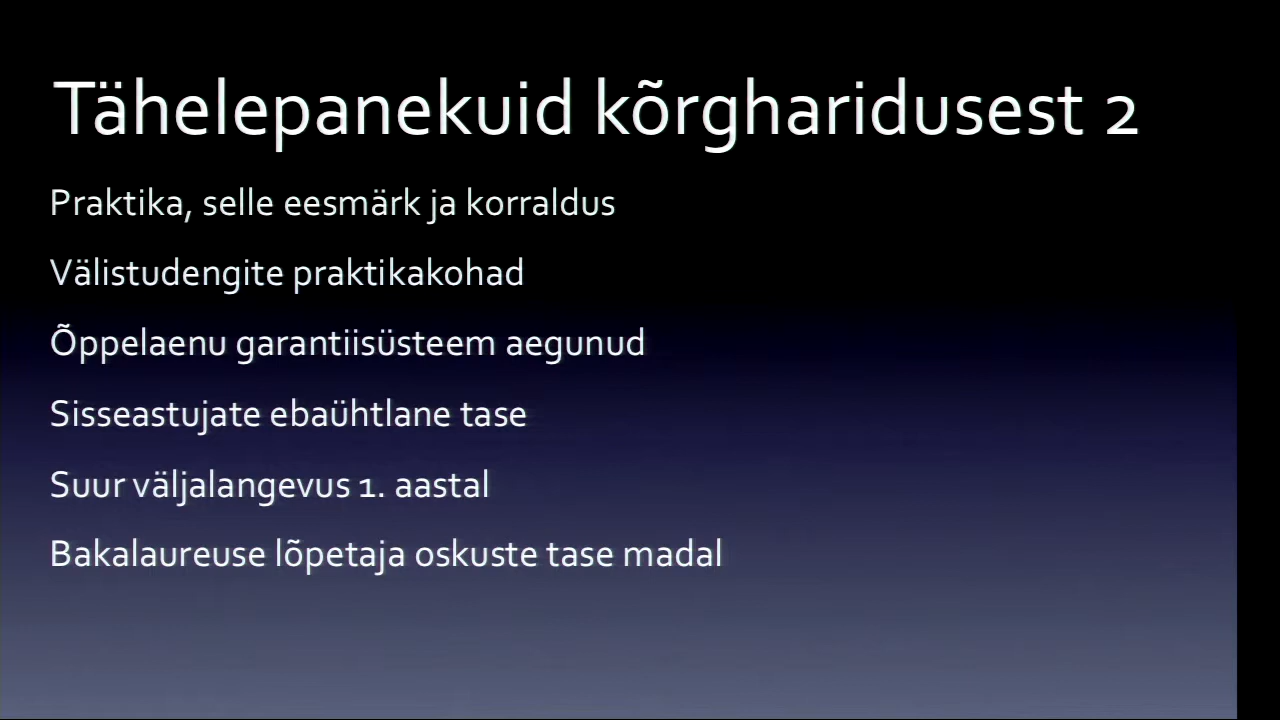 Tähelepanekuid kõrgharidusest 2
Praktika, selle eesmärk ja korraldus
Välistudengite praktikakohad
Õppelaenu garantiisüsteem aegunud
Sisseastujate ebaühtlane tase
Suur väljalangevus 1. aastal
Bakalaureuse lõpetaja oskuste tase madal